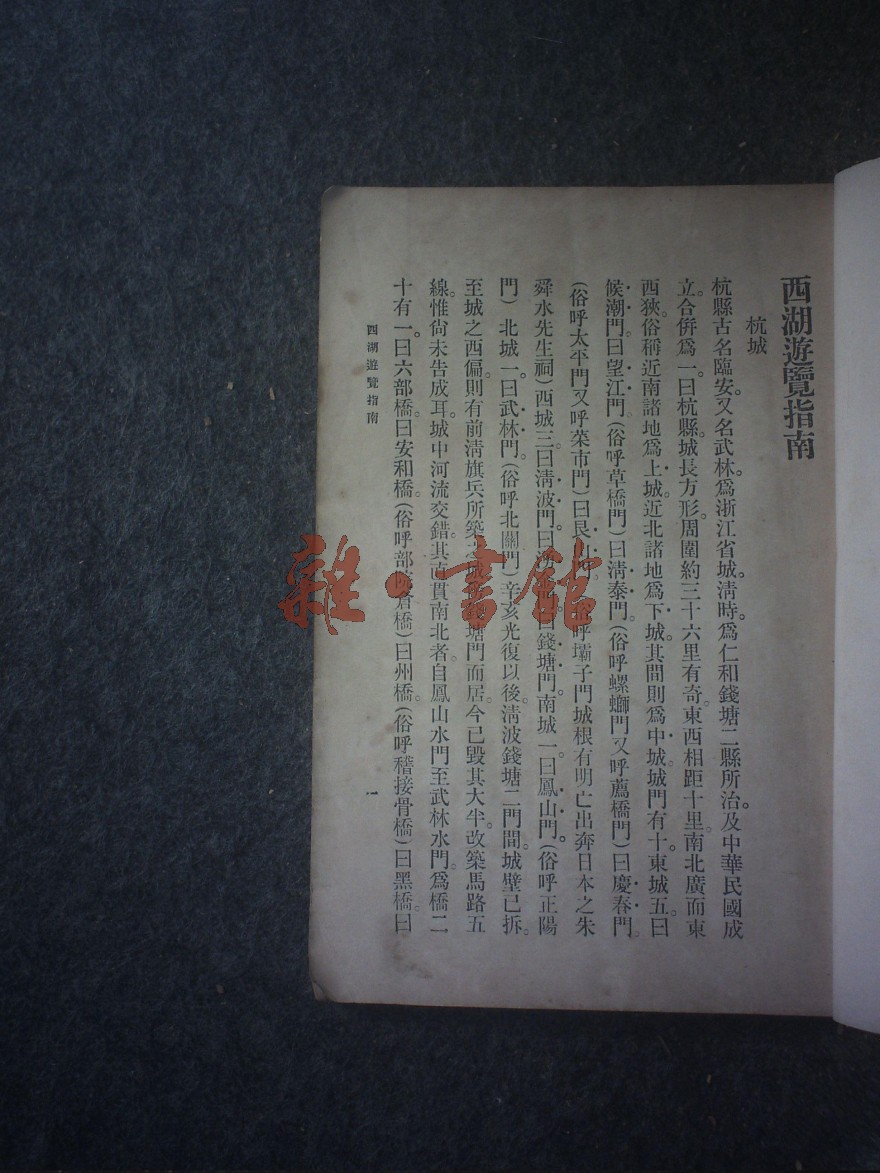 西湖遊覽指南
杭城
杭縣古名臨安。又名武林。爲浙江省城。淸時爲仁和錢塘二縣所治。及中華民國成
立。合倂爲一。曰杭縣城長方形。周圍約三十六里有奇。東西相距十里。南北廣而東
西狹。俗稱近南諸地爲上城。近北諸地爲下城。其間則爲中城。城門有十。東城五。曰
候潮門。曰望江門(俗呼草橋門)曰淸泰門(俗呼螺螄門又呼薦橋門)曰慶春門。
(俗呼太平門又呼菜市門)曰艮山門。俗呼壩子門城根有明亡出奔日本之朱
舜水先生祠)西城三。曰淸波門。曰 曰錢塘門。南城一。曰鳳山門。(俗呼正陽
門)北城一。曰武林門。(俗呼北關門)辛亥光復以後。淸波錢塘二門間。城壁已拆。
至城之西偏。則有前淸旗兵所築之城 錢塘門而居。今已毀其大半。改築馬路五
線。惟尙未告成耳。城中河流交錯。其直貫南北者。自鳳山水門至武林水門。爲橋二
十有一。曰六部橋。曰安和橋。(俗呼部院倉橋)曰州橋。(俗呼稽接骨橋)曰黑橋。曰
西湖遊覽指南
一
雜·書館